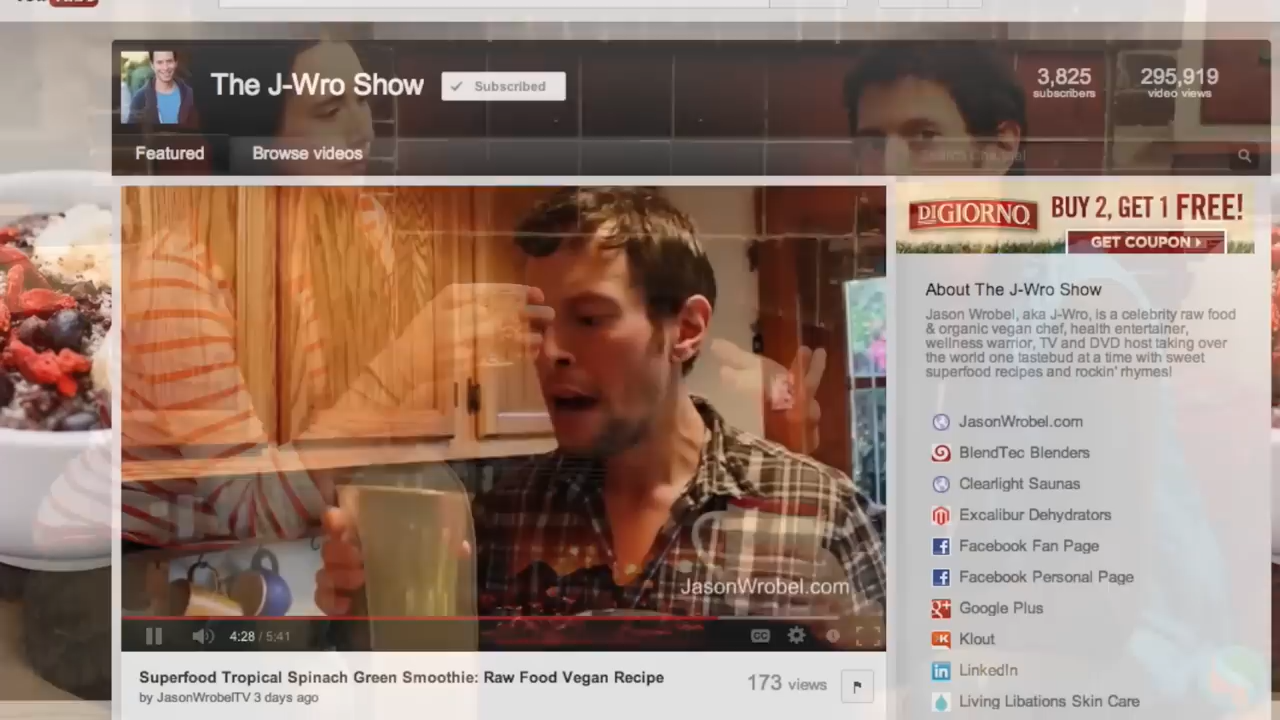 The J-Wro Show
Subscribed
3,825
subscribers
295,919
video views
Featured
Browse videos
Search Channel
DIGIORNO
BUY 2, GET 1 FREE!
GET COUPON
About The J-Wro Show
Jason Wrobel, aka J-Wro, is a celebrity raw food
& organic vegan chef, health entertainer,
wellness warrior, TV and DVD host taking over
the world one tastebud at a time with sweet
superfood recipes and rockin' rhymes!
JasonWrobel.com
BlendTec Blenders
Clearlight Saunas
Excalibur Dehydrators
Facebook Fan Page
Facebook Personal Page
Google Plus
Klout
LinkedIn
Living Libations Skin Care
JasonWrobel.com
4:28 / 5:41
CC
Superfood Tropical Spinach Green Smoothie: Raw Food Vegan Recipe
by JasonWrobelTV 3 days ago
173 views